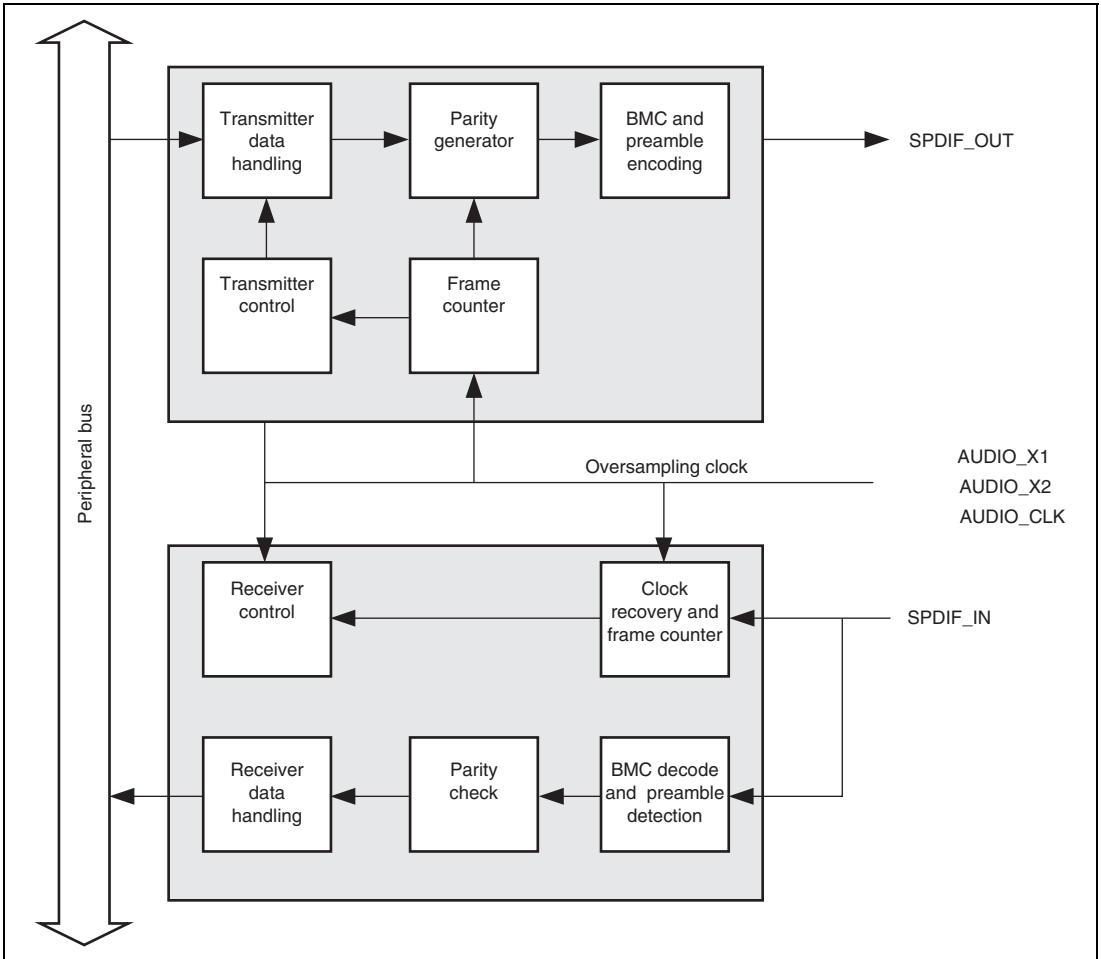 Transmitter
data
handling
Parity
generator
BMC and
preamble
encoding
SPDIF_OUT
Transmitter
control
Frame
counter
Peripheral bus
Oversampling clock
AUDIO_X1
AUDIO_X2
AUDIO_CLK
Receiver
control
Clock
recovery and
frame counter
SPDIF_IN
Receiver
data
handling
Parity
check
BMC decode
and preamble
detection